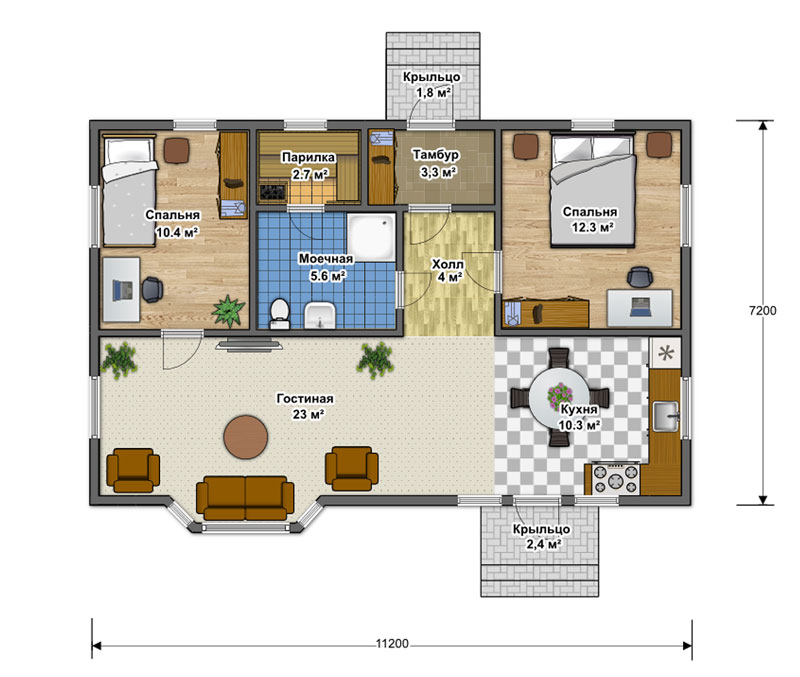 Крыльцо
1,8 м²
Парилка
2.7 м²
Тамбур
3,3 м²
Спальня
10.4 м²
Спальня
12.3 м²
Моечная
5.6 м²
Холл
4 м²
7200
Гостиная
23 м²
Кухня
10.3 м²
Крыльцо
2,4 м²
11200